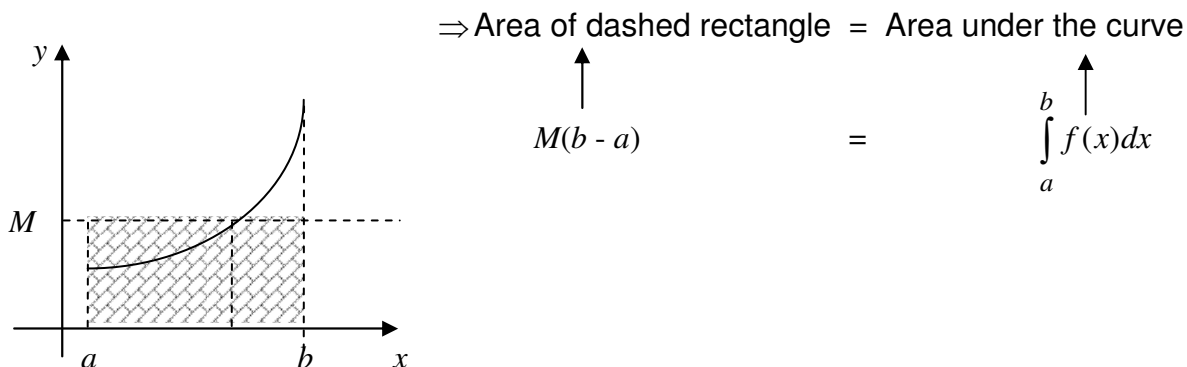 ⇒ Area of dashed rectangle = Area under the curve
y
b
M(b - a) = ∫ f(x)dx
a
M
a b x